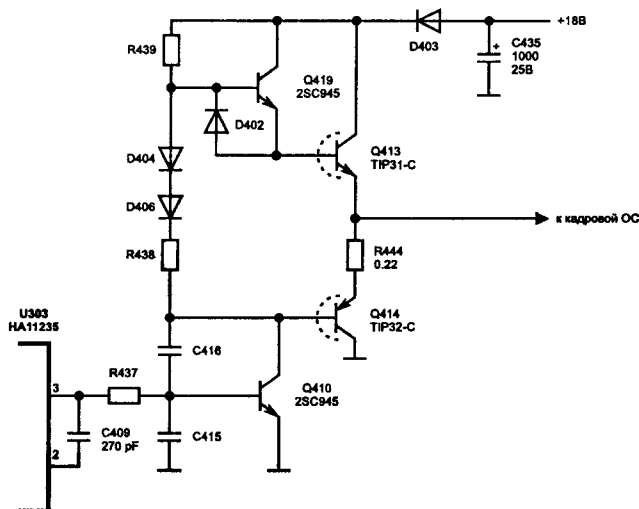 +18В
D403
C435
1000
25В
+
R439
Q419
2SC945
D402
Q413
TIP31-C
D404
D406
к кадровой ОС
R438
R444
0.22
U303
HA11235
Q414
TIP32-C
C416
R437
3
Q410
2SC945
C409
270 pF
C415
2